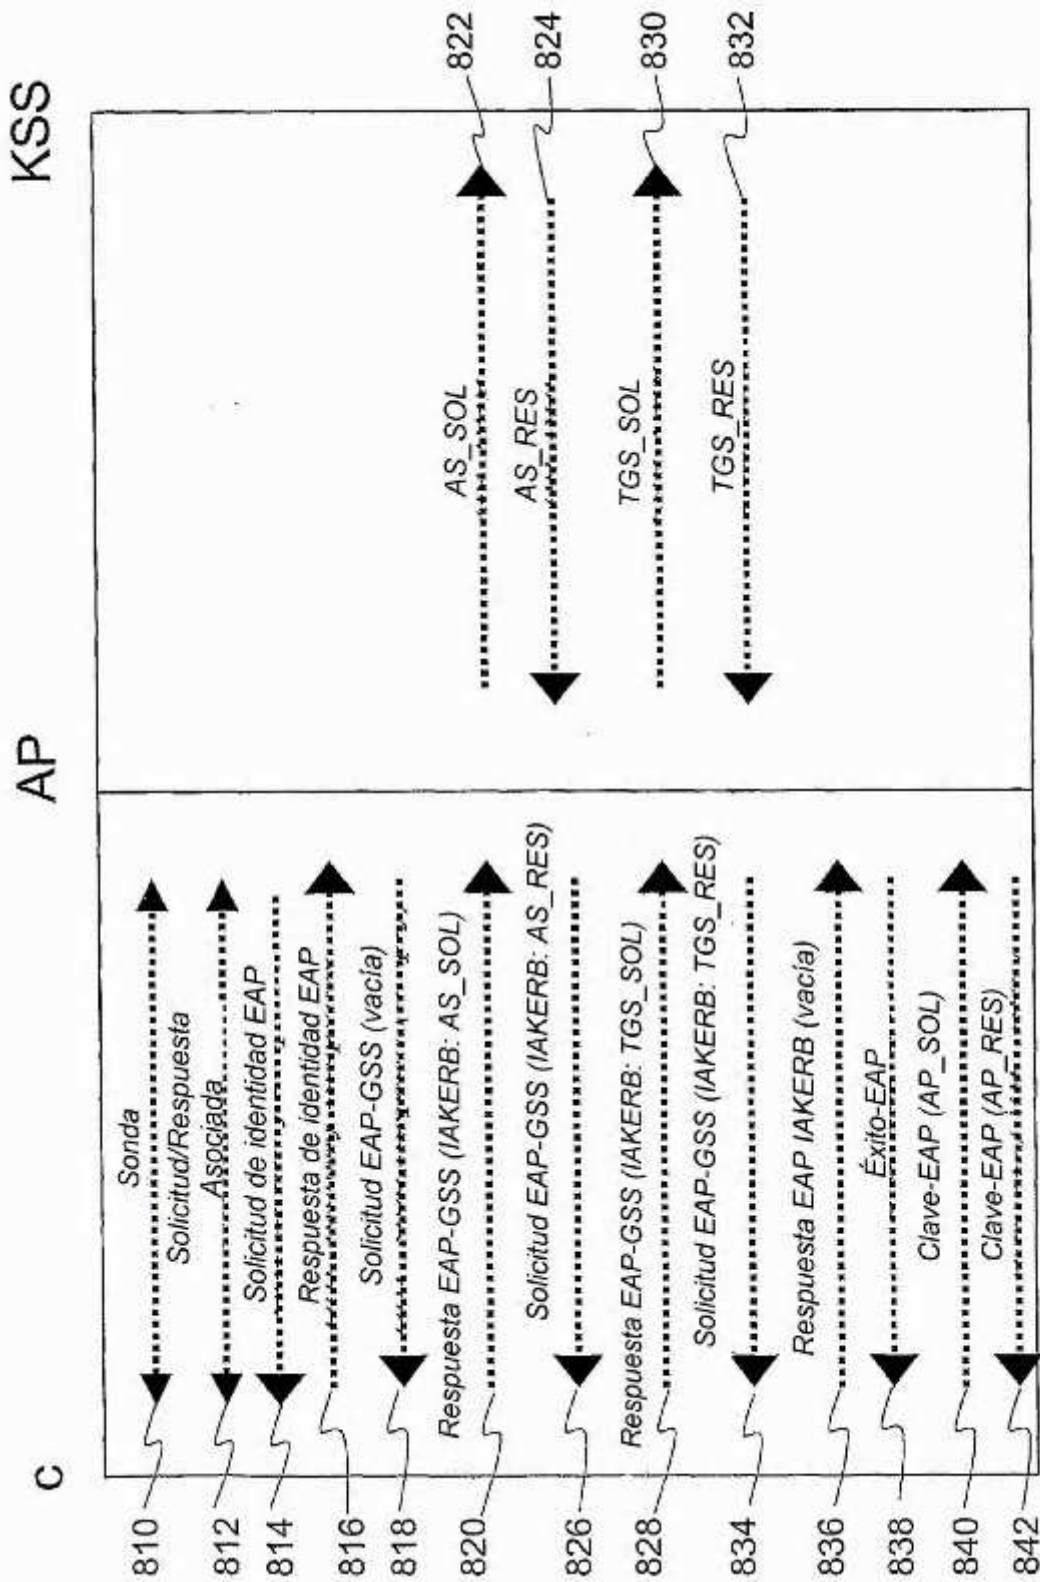 C
AP
KSS
810
Sonda
812
Solicitud/Respuesta
Asociada
814
Solicitud de identidad EAP
816
Respuesta de identidad EAP
818
Solicitud EAP-GSS (vacía)
820
Respuesta EAP-GSS (IAKERB: AS_SOL)
AS_SOL
822
AS_RES
824
826
Solicitud EAP-GSS (IAKERB: AS_RES)
828
Respuesta EAP-GSS (IAKERB: TGS_SOL)
TGS_SOL
830
TGS_RES
832
834
Solicitud EAP-GSS (IAKERB: TGS_RES)
836
Respuesta EAP IAKERB (vacía)
838
Éxito-EAP
840
Clave-EAP (AP_SOL)
842
Clave-EAP (AP_RES)